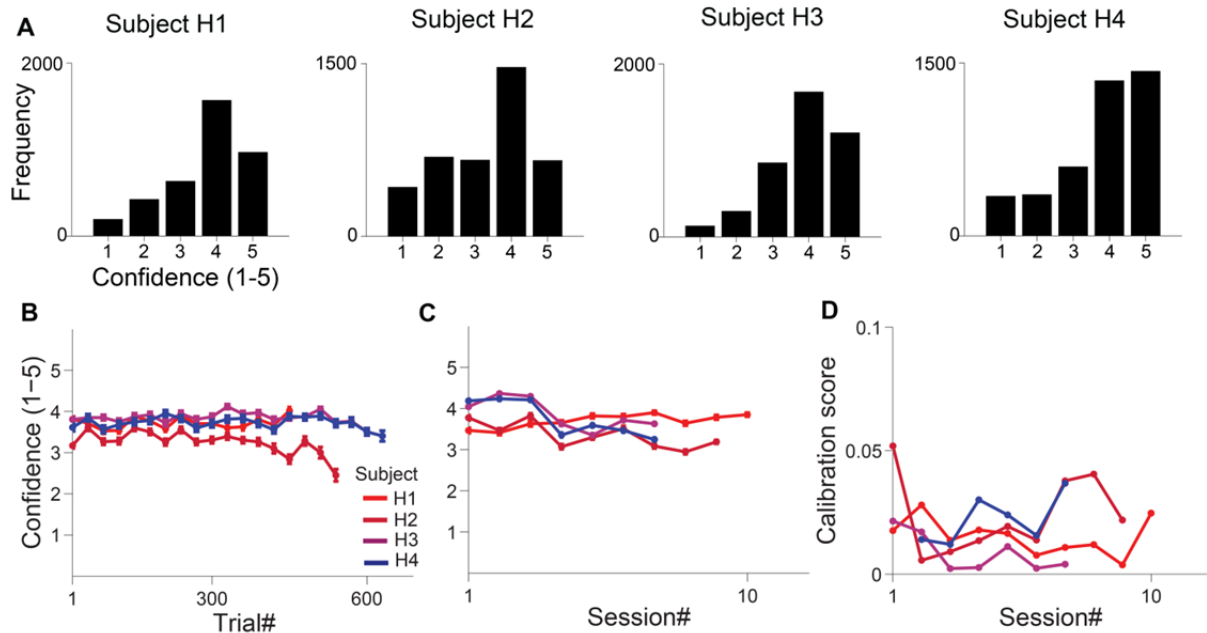 A
Subject H1
Subject H2
Subject H3
Subject H4
Frequency
2000
0
1 2 3 4 5
1500
0
1 2 3 4 5
2000
0
1 2 3 4 5
1500
0
1 2 3 4 5
Confidence (1-5)
B
Confidence (1−5)
5
4
3
2
1
Subject
H1
H2
H3
H4
1 300 600
Trial#
C
5
4
3
2
1
1 10
Session#
D
Calibration score
0.1
0.05
0
1 10
Session#